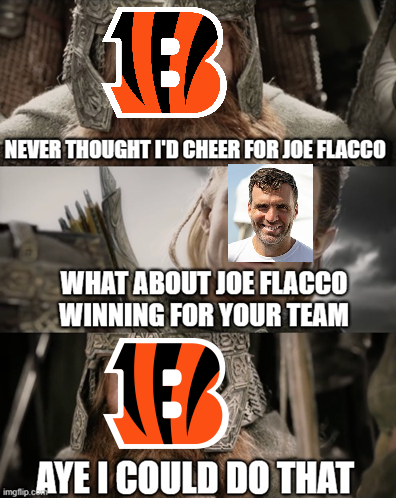 B
NEVER THOUGHT I'D CHEER FOR JOE FLACCO
WHAT ABOUT JOE FLACCO
WINNING FOR YOUR TEAM
B
AYE I COULD DO THAT
imgflip.com